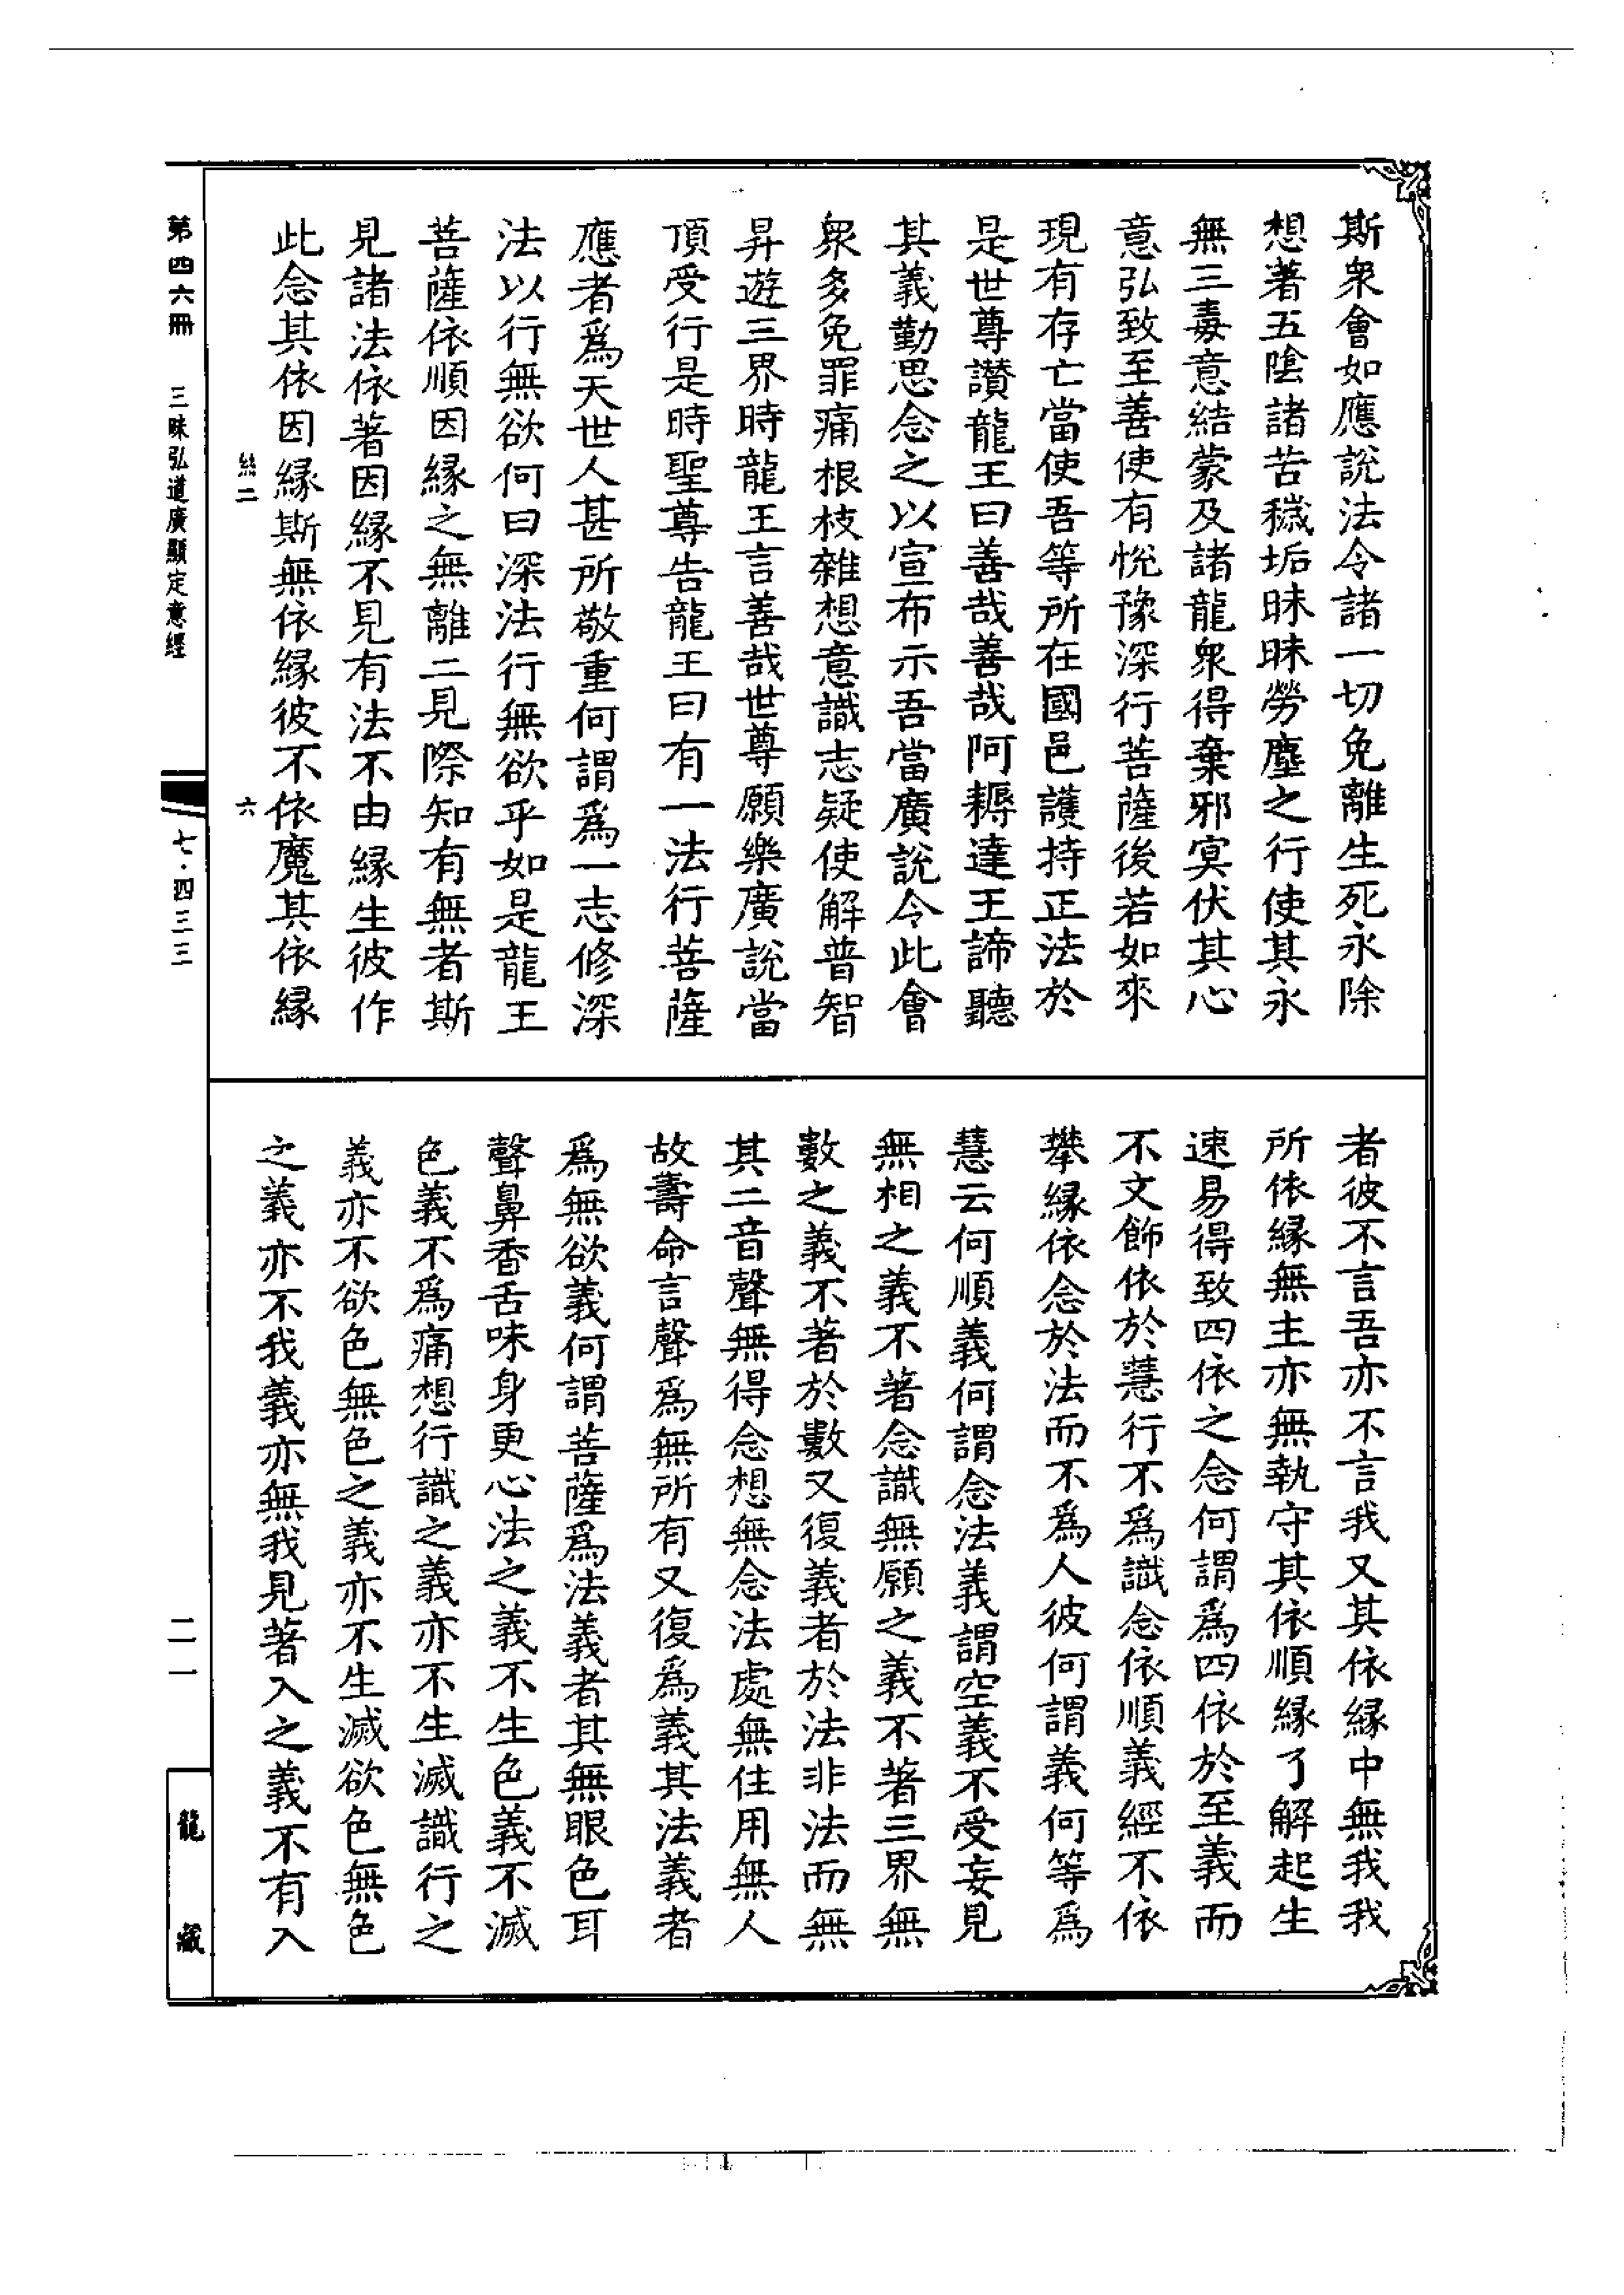 斯衆會如應說法令諸一切免離生死永除
想著五陰諸苦穢垢昧昧勞塵之行使其永
無三毒意結蒙及諸龍衆得棄邪冥伏其心
意弘致至善使有悅豫深行菩薩後若如來
現有存亡當使吾等所在國邑護持正法於
是世尊讃龍王曰善哉善哉阿耨達王諦聽
其義勤思念之以宣布示吾當廣說令此會
衆多免罪痛根枝雜想意識志疑使解普智
昇遊三界時龍王言善哉世尊願樂廣說當
頂受行是時聖尊告龍王曰有一法行菩薩
應者爲天世人甚所敬重何謂爲一志修深
法以行無欲何曰深法行無欲乎如是龍王
菩薩依順因緣之無離二見際知有無者斯
見諸法依著因緣不見有法不由緣生彼作
此念其依因緣斯無依緣彼不依魔其依緣
者彼不言吾亦不言我又其依緣中無我我
所依緣無主亦無執守其依順緣了解起生
速易得致四依之念何謂爲四依於至義而
不文飾依於慧行不爲識念依順義經不依
攀緣依念於法而不爲人彼何謂義何等爲
慧云何順義何謂念法義謂空義不受妄見
無相之義不著念識無願之義不著三界無
數之義不著於數又復義者於法非法而無
其二音聲無得念想無念法處無住用無人
故壽命言聲爲無所有又復爲義其法義者
爲無欲義何謂菩薩爲法義者其無眼色耳
聲鼻香舌味身更心法之義不生色義不滅
色義不爲痛想行識之義亦不生滅識行之
義亦不欲色無色之義亦不生滅欲色無色
之義亦不我義亦無我見著入之義不有入
第四六冊　三昧弘道廣顯定意經
七·四三三
二一
龍藏
絲二　六